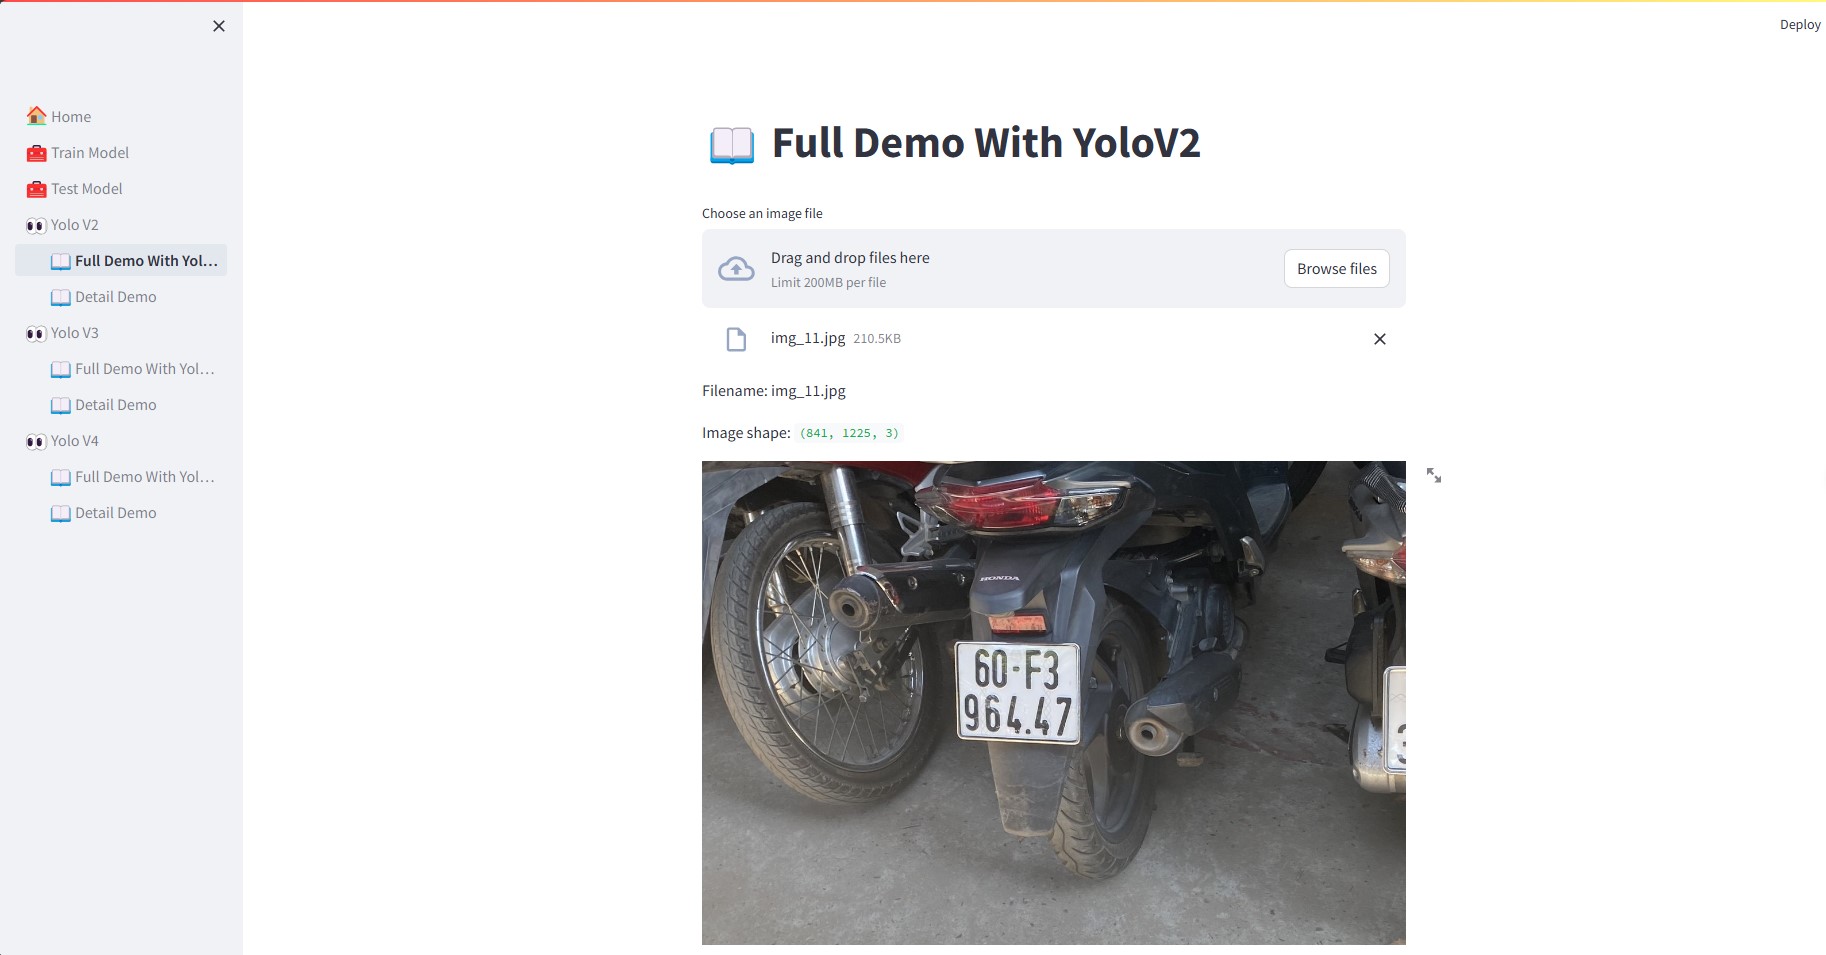 Deploy
Home
Train Model
Test Model
Yolo V2
Full Demo With Yol...
Detail Demo
Yolo V3
Full Demo With Yol...
Detail Demo
Yolo V4
Full Demo With Yol...
Detail Demo
Full Demo With YoloV2
Choose an image file
Drag and drop files here
Limit 200MB per file
Browse files
img_11.jpg 210.5KB
Filename: img_11.jpg
Image shape: (841, 1225, 3)
HONDA
60-F3
964.47